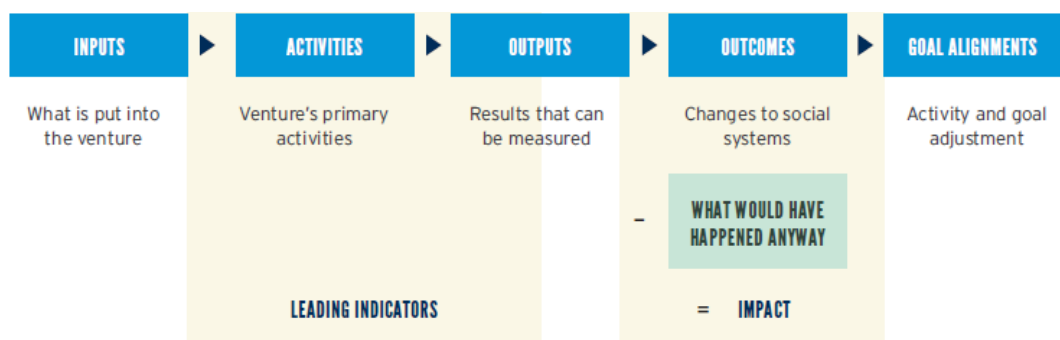 INPUTS
ACTIVITIES
OUTPUTS
OUTCOMES
GOAL ALIGNMENTS
What is put into
the venture
Venture's primary
activities
Results that can
be measured
Changes to social
systems
Activity and goal
adjustment
–
WHAT WOULD HAVE
HAPPENED ANYWAY
LEADING INDICATORS
= IMPACT